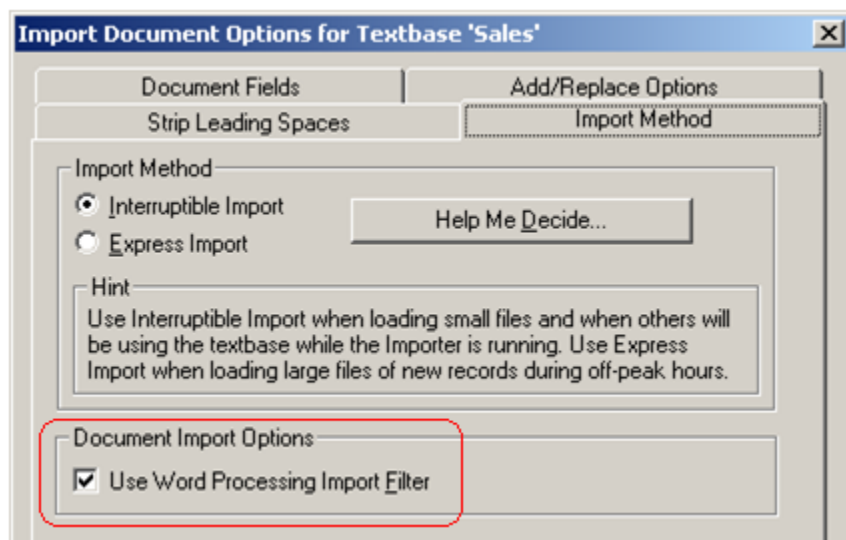 Import Document Options for Textbase 'Sales'
Document Fields
Add/Replace Options
Strip Leading Spaces
Import Method
Import Method
Interruptible Import
Help Me Decide...
Express Import
Hint
Use Interruptible Import when loading small files and when others will
be using the textbase while the Importer is running. Use Express
Import when loading large files of new records during off-peak hours.
Document Import Options
Use Word Processing Import Filter